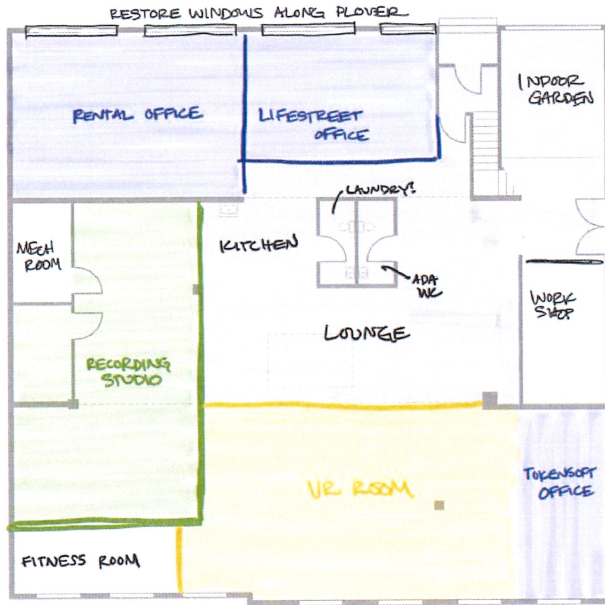 RESTORE WINDOWS ALONG PLOVER
RENTAL OFFICE
LIFESTREET
OFFICE
INDOOR
GARDEN
LAUNDRY?
MECH
ROOM
KITCHEN
ADA
WC
WORK
SHOP
LOUNGE
RECORDING
STUDIO
VR ROOM
TOKENSOFT
OFFICE
FITNESS ROOM